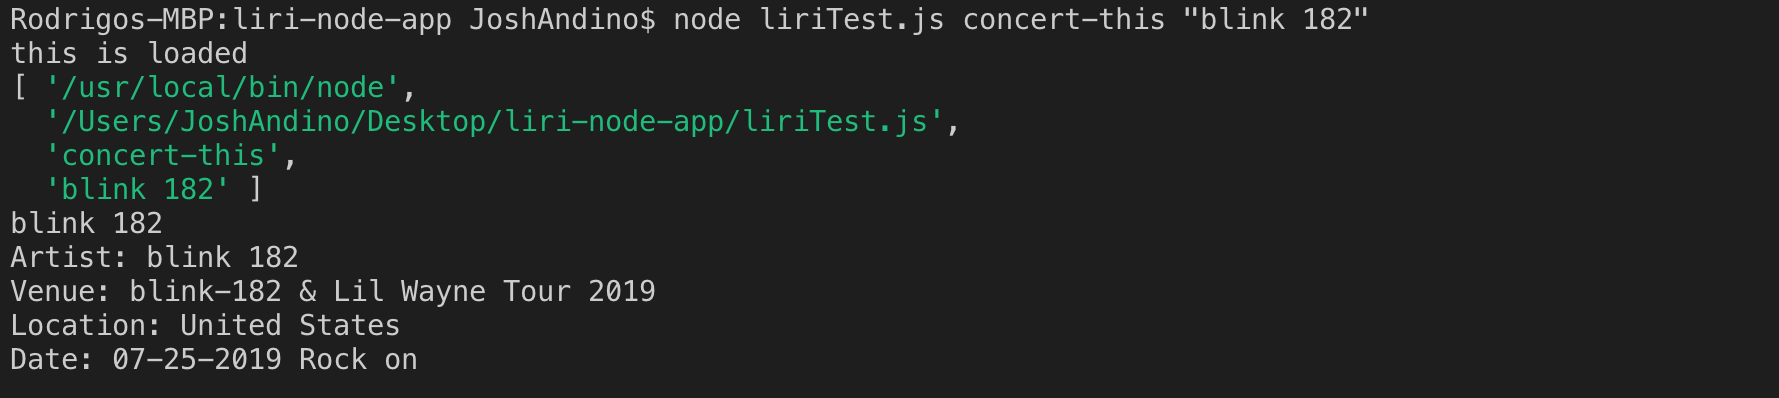 Rodrigos-MBP:liri-node-app JoshAndino$ node liriTest.js concert-this "blink 182"
this is loaded
[ '/usr/local/bin/node',
  '/Users/JoshAndino/Desktop/liri-node-app/liriTest.js',
  'concert-this',
  'blink 182' ]
blink 182
Artist: blink 182
Venue: blink-182 & Lil Wayne Tour 2019
Location: United States
Date: 07-25-2019 Rock on